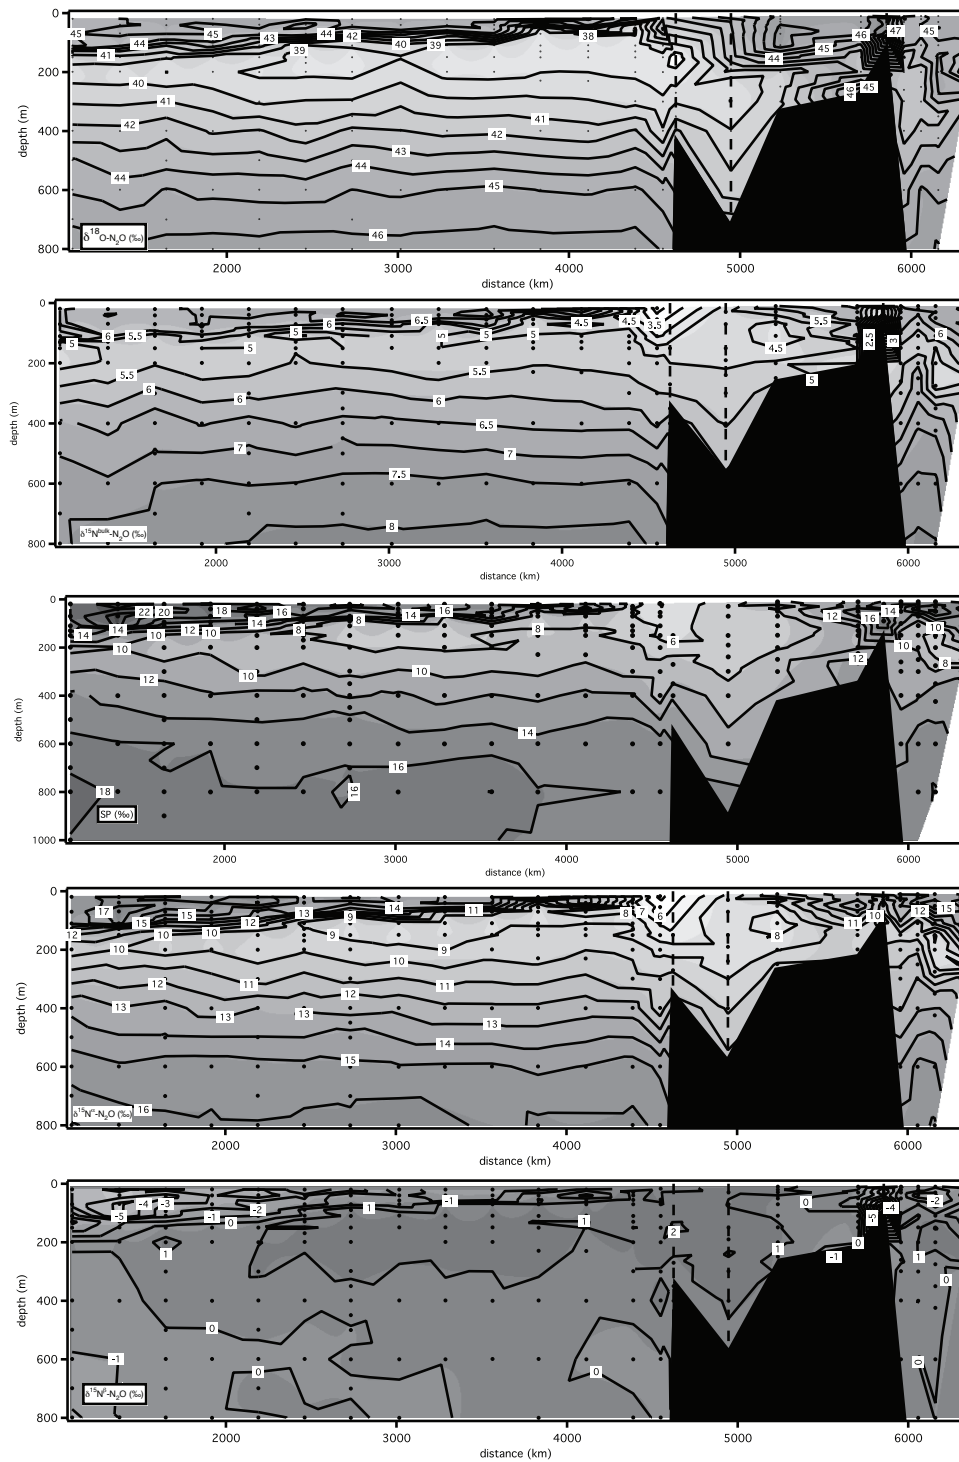 0
45 44 45 43 44 42 40 39 38 44 45 46 47 45
41 39
200
40 46 45
41
400
42 41
43 42
44 44
600
45
46
800
depth (m)
δ18O-N2O (‰)
2000 3000 4000 5000 6000
distance (km)
0
6 5.5 6 6.5 4.5 4.5 3.5 5.5 6
5 5 5 5 5 5 4.5 2.5 3
200
5.5 5.5 5
6 6 6
400
6.5
7 7
7.5
600
8
800
depth (m)
δ15Nbulk-N2O (‰)
2000 3000 4000 5000 6000
distance (km)
0
22 20 18 16 14 16 12 16 14
14 14 10 12 10 14 8 8 8 6 10
10 10
200
12 10 10 12 8
400
14
600
16
18 16
800
1000
depth (m)
SP (‰)
2000 3000 4000 5000 6000
distance (km)
0
17 15 13 9 14 11 8 7 6 11 10 12 15
12 15 10 10 12 9 8
10 9
200
10
12 11 12 11
400
13 13 13 13
14
15
600
16
800
depth (m)
δ15Nα-N2O (‰)
2000 3000 4000 5000 6000
distance (km)
0
-4 -3 -2 1 -1 0 -4 -2
-5 -1 0 1 2 -5
200
1 1 -1 0 1 0
400
0
600
-1 0 0 0
800
depth (m)
δ15Nβ-N2O (‰)
2000 3000 4000 5000 6000
distance (km)